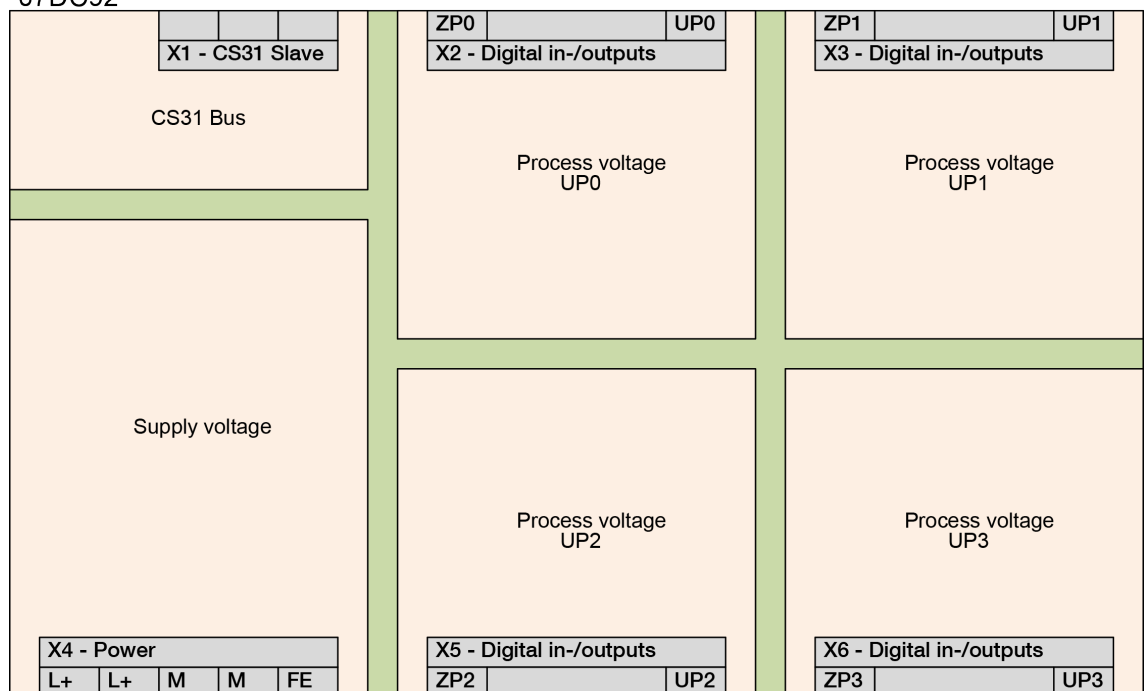 07DC92
ZP0 UP0 ZP1 UP1
X1 - CS31 Slave X2 - Digital in-/outputs X3 - Digital in-/outputs
CS31 Bus
Process voltage
UP0
Process voltage
UP1
Supply voltage
Process voltage
UP2
Process voltage
UP3
X4 - Power X5 - Digital in-/outputs X6 - Digital in-/outputs
L+ L+ M M FE ZP2 UP2 ZP3 UP3